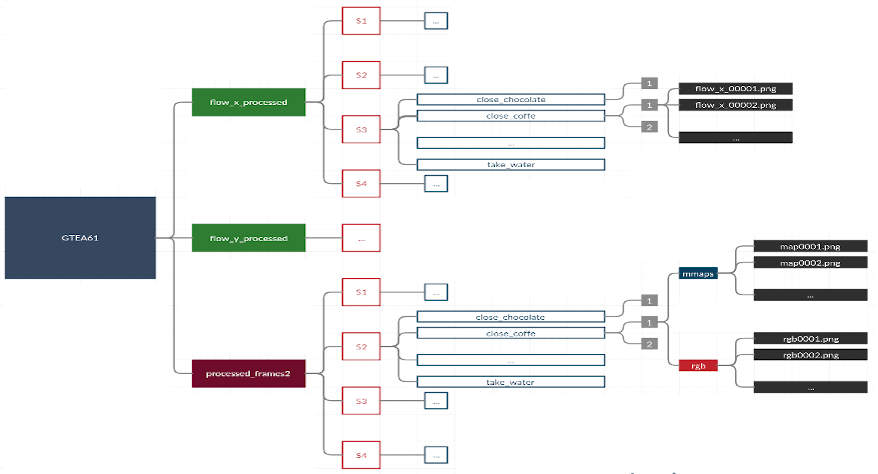 GTEA61
flow_x_processed
S1
...
S2
...
S3
close_chocolate
1
close_coffe
1
flow_x_00001.png
flow_x_00002.png
...
2
...
take_water
S4
...
flow_y_processed
...
processed_frames2
S1
...
S2
close_chocolate
1
close_coffe
1
mmaps
map0001.png
map0002.png
...
rgb
rgb0001.png
rgb0002.png
...
2
...
take_water
S3
...
S4
...